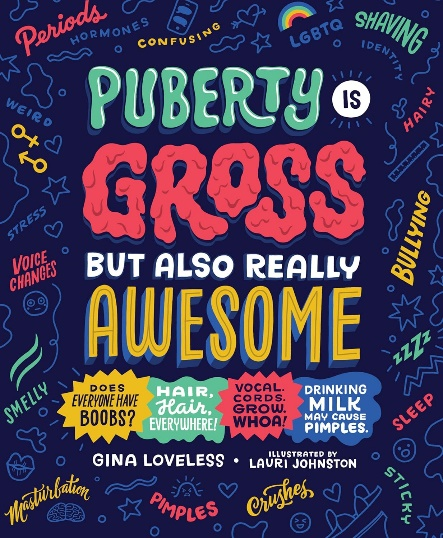 Periods
HORMONES
CONFUSING
LGBTQ
SHAVING
IDENTITY
WEIRD
HAIRY
PUBERTY
IS
GROSS
STRESS
BULLYING
BUT ALSO REALLY
VOICE
CHANGES
AWESOME
ZZZZ
SMELLY
DOES
EVERYONE HAVE
BOOBS?
HAIR,
Hair,
EVERYWHERE!
VOCAL.
CORDS.
GROW.
WHOA!
DRINKING
MILK
MAY CAUSE
PIMPLES.
SLEEP
GINA LOVELESS • ILLUSTRATED BY
LAURI JOHNSTON
STICKY
Masturbation
PIMPLES
Crushes